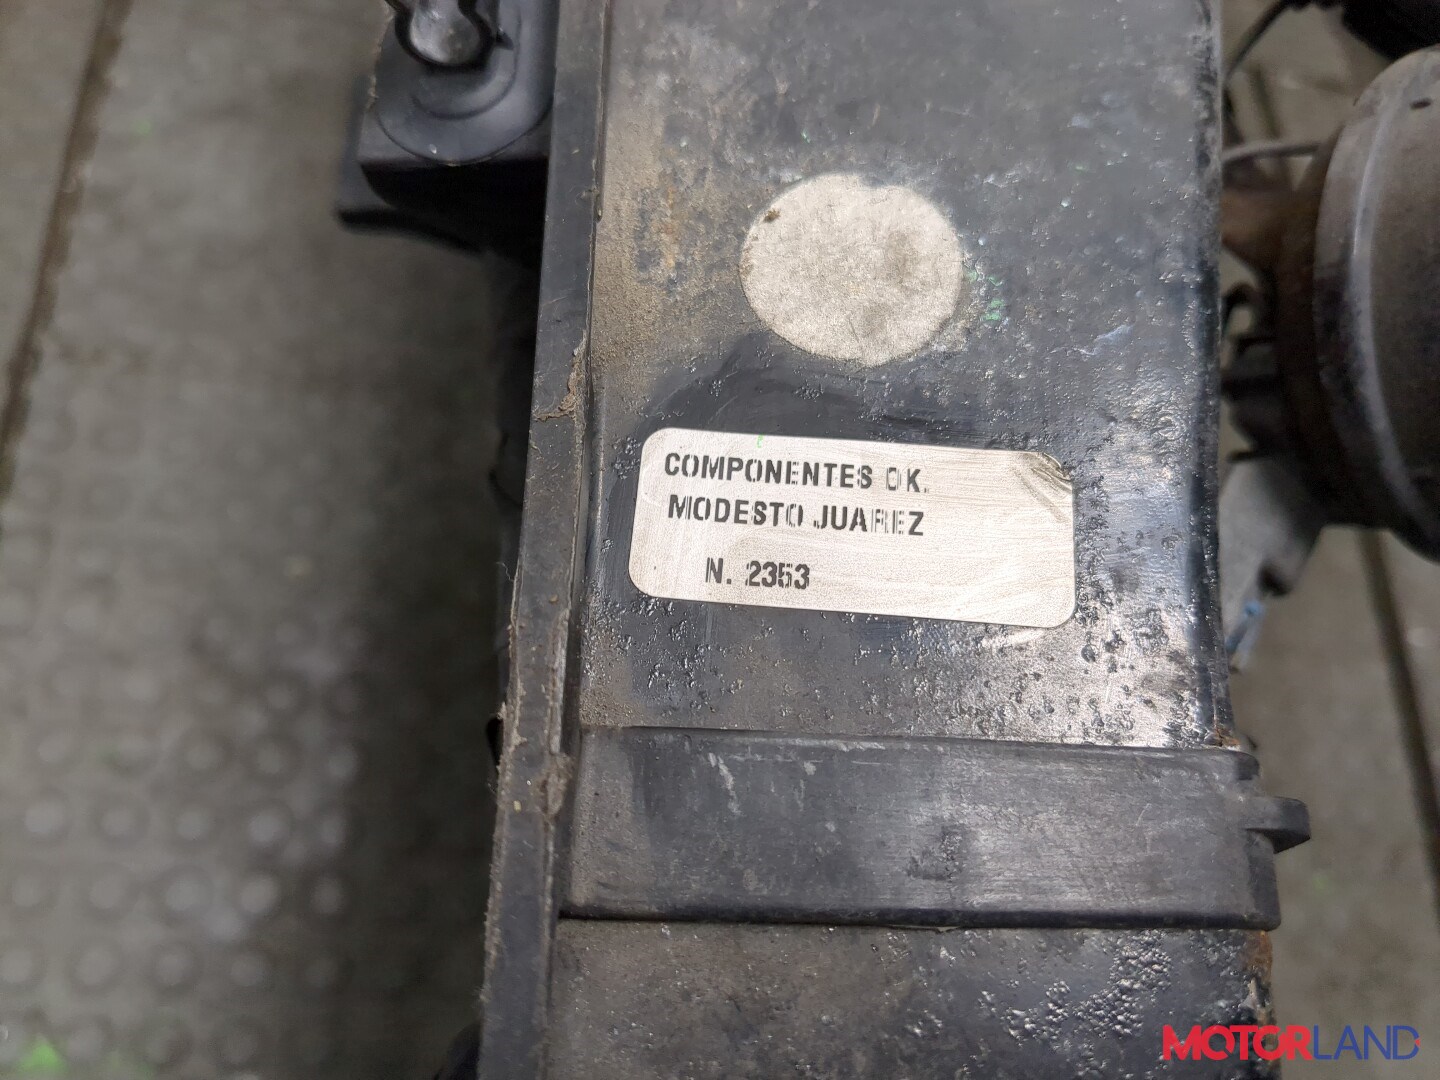 COMPONENTES OK.
MODESTO JUAREZ
N. 2353
MOTORLAND